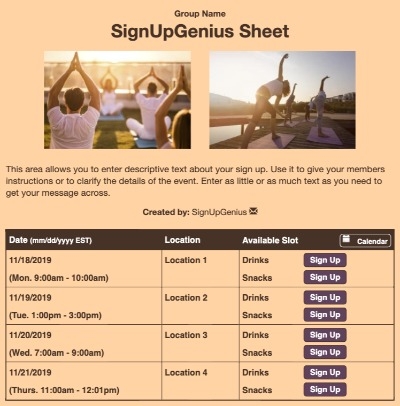 Group Name
SignUpGenius Sheet
This area allows you to enter descriptive text about your sign up. Use it to give your members
instructions or to clarify the details of the event. Enter as little or as much text as you need to
get your message across.
Created by: SignUpGenius
Date (mm/dd/yyyy EST) Location Available Slot Calendar
11/18/2019 Location 1 Drinks Sign Up
(Mon. 9:00am - 10:00am) Snacks Sign Up
11/19/2019 Location 2 Drinks Sign Up
(Tue. 1:00pm - 3:00pm) Snacks Sign Up
11/20/2019 Location 3 Drinks Sign Up
(Wed. 7:00am - 9:00am) Snacks Sign Up
11/21/2019 Location 4 Drinks Sign Up
(Thurs. 11:00am - 12:01pm) Snacks Sign Up